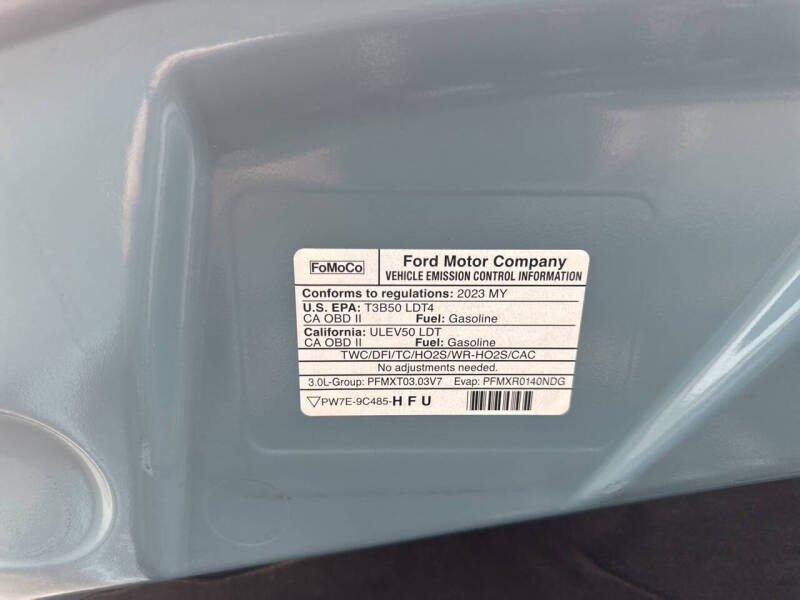 FoMoCo
Ford Motor Company
VEHICLE EMISSION CONTROL INFORMATION
Conforms to regulations: 2023 MY
U.S. EPA: T3B50 LDT4
CA OBD II Fuel: Gasoline
California: ULEV50 LDT
CA OBD II Fuel: Gasoline
TWC/DFI/TC/HO2S/WR-HO2S/CAC
No adjustments needed.
3.0L-Group: PFMXT03.03V7 Evap: PFMXR0140NDG
PW7E-9C485-HFU